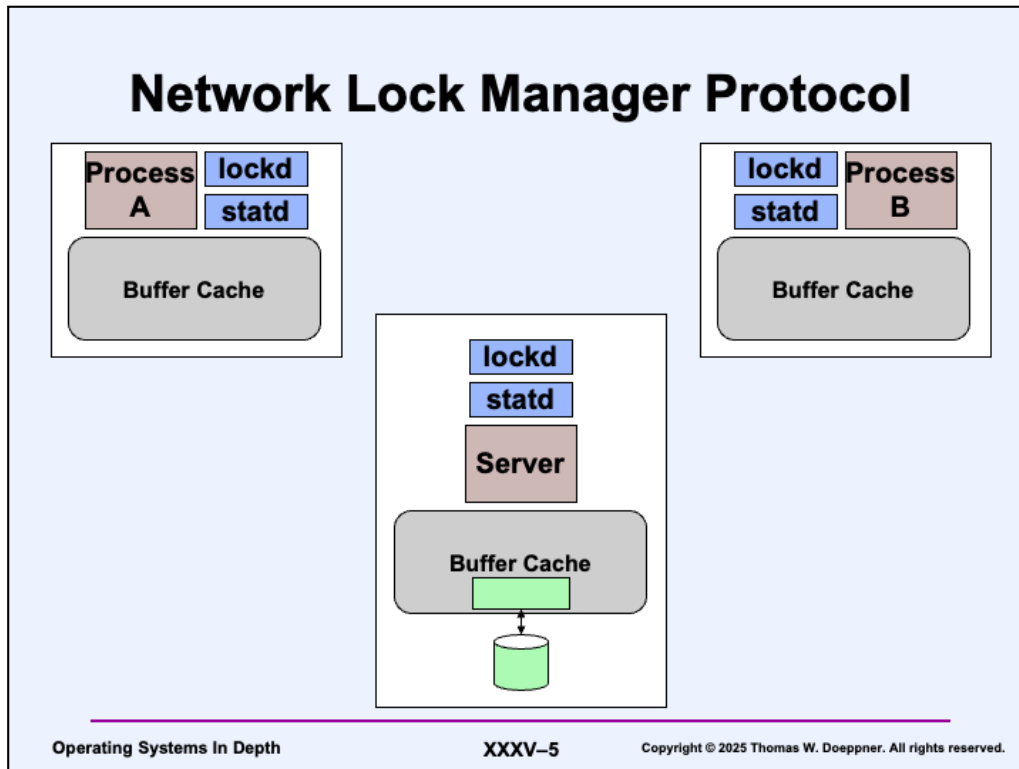 Network Lock Manager Protocol
Process
A
lockd
statd
Buffer Cache
lockd
statd
Process
B
Buffer Cache
lockd
statd
Server
Buffer Cache
Operating Systems In Depth
XXXV–5
Copyright © 2025 Thomas W. Doeppner. All rights reserved.